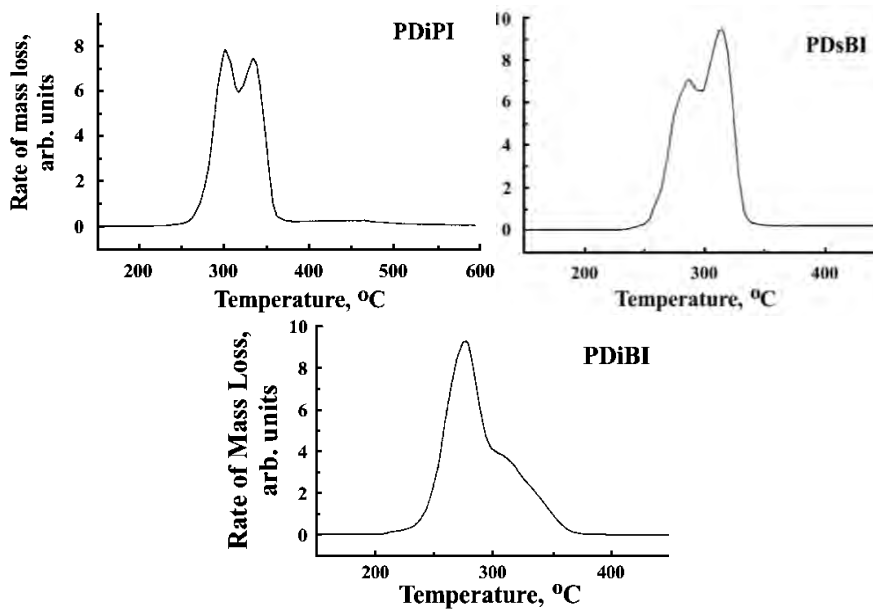 PDiPI
Rate of mass loss,
arb. units
8
6
4
2
0
200
300
400
500
600
Temperature, °C
PDsBI
10
8
6
4
2
0
200
300
400
Temperature, °C
PDiBI
Rate of Mass Loss,
arb. units
10
8
6
4
2
0
200
300
400
Temperature, °C